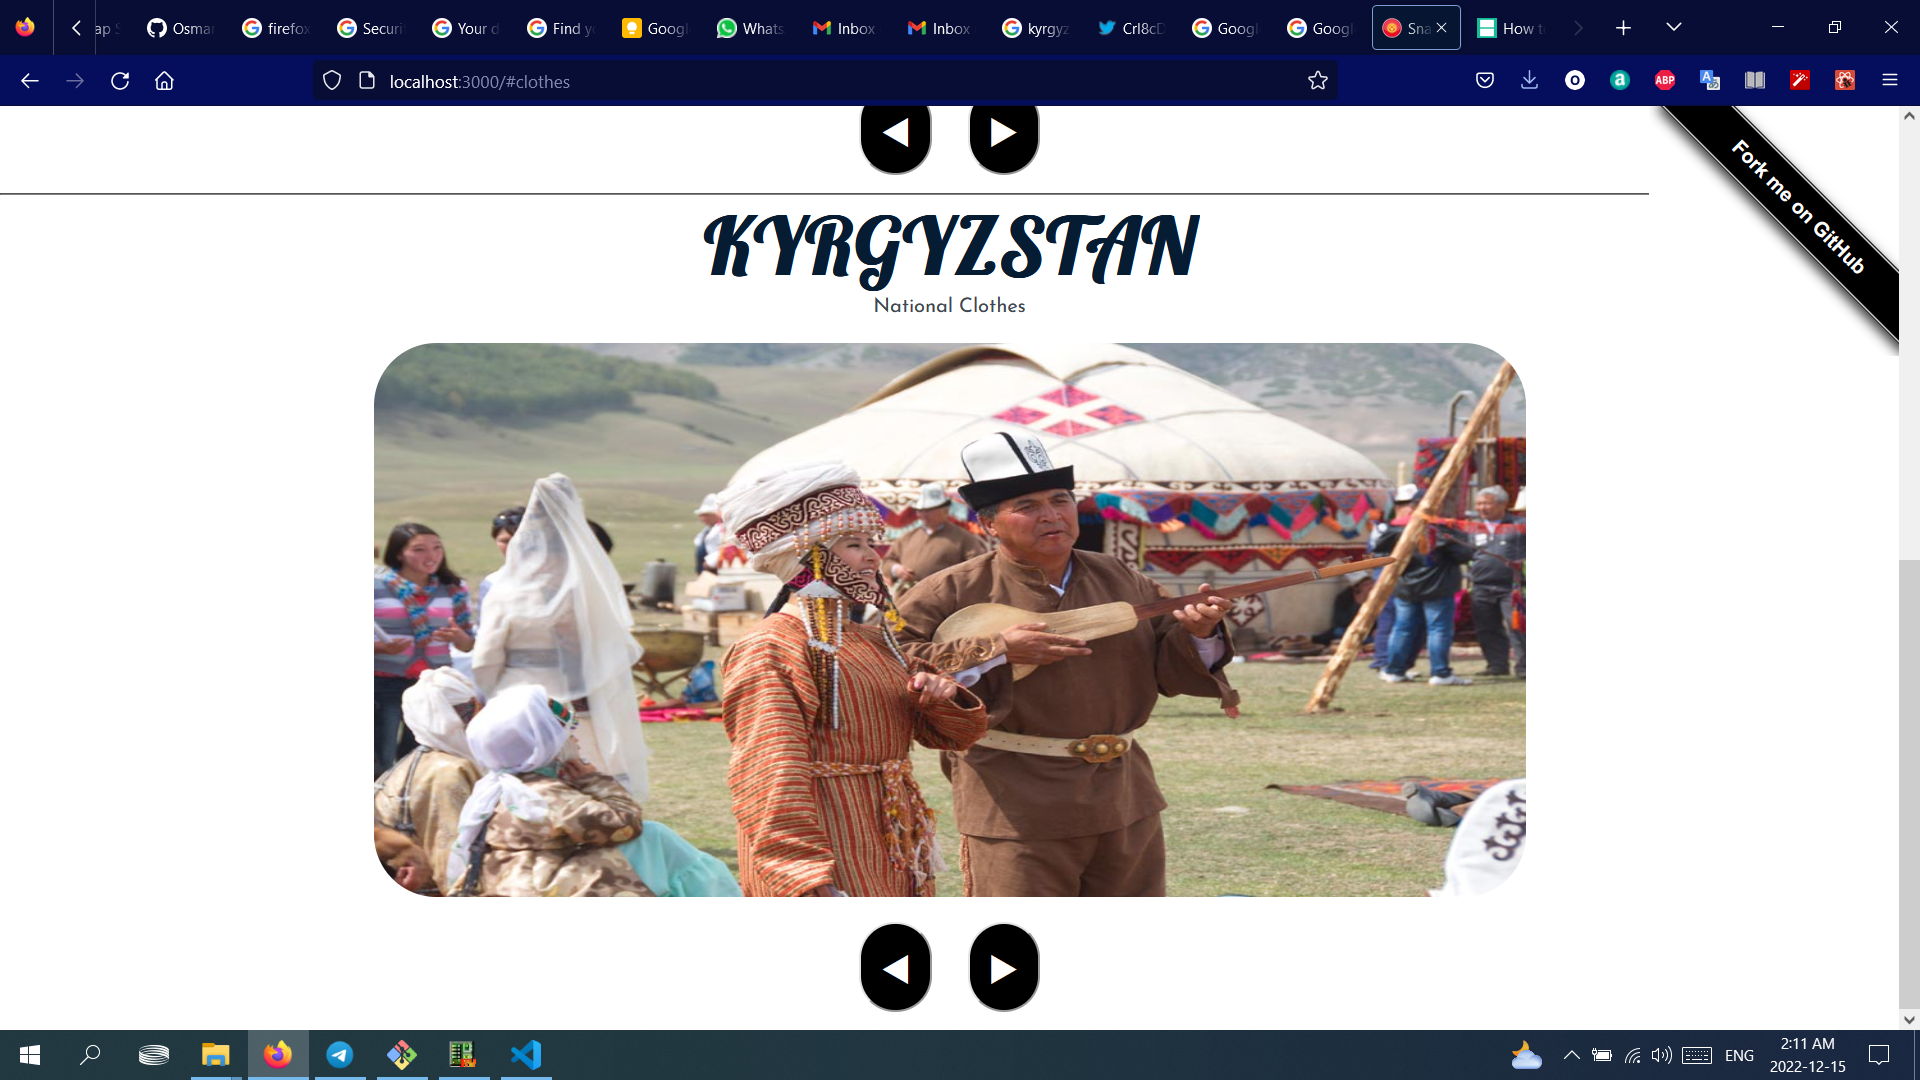 ap S
Osmar
firefox
Securi
Your d
Find y
Googl
Whats
Inbox
Inbox
kyrgyz
Crl8cD
Googl
Googl
Sna
How t
localhost:3000/#clothes
ABP
Fork me on GitHub
KYRGYZSTAN
National Clothes
ENG
2:11 AM
2022-12-15